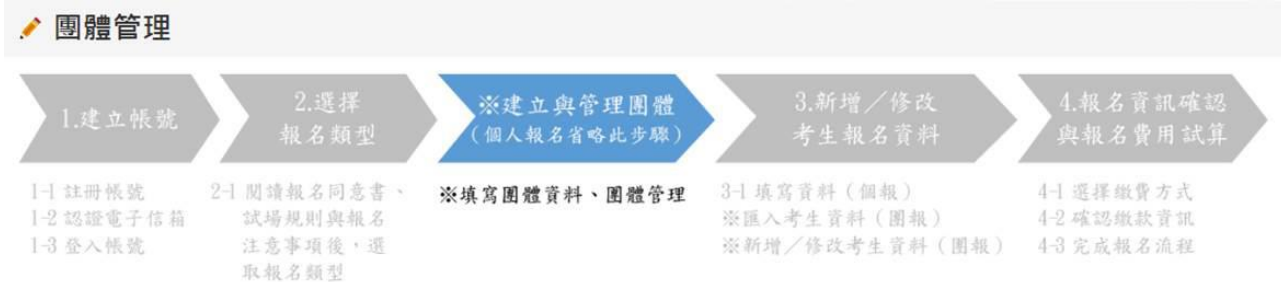 團體管理
1.建立帳號
2.選擇
報名類型
※建立與管理團體
(個人報名省略此步驟)
3.新增／修改
考生報名資料
4.報名資訊確認
與報名費用試算
1-1 註冊帳號
1-2 認證電子信箱
1-3 登入帳號
2-1 閱讀報名同意書、
試場規則與報名
注意事項後，選
取報名類型
※填寫團體資料、團體管理
3-1 填寫資料（個報）
※匯入考生資料（團報）
※新增／修改考生資料（團報）
4-1 選擇繳費方式
4-2 確認繳款資訊
4-3 完成報名流程